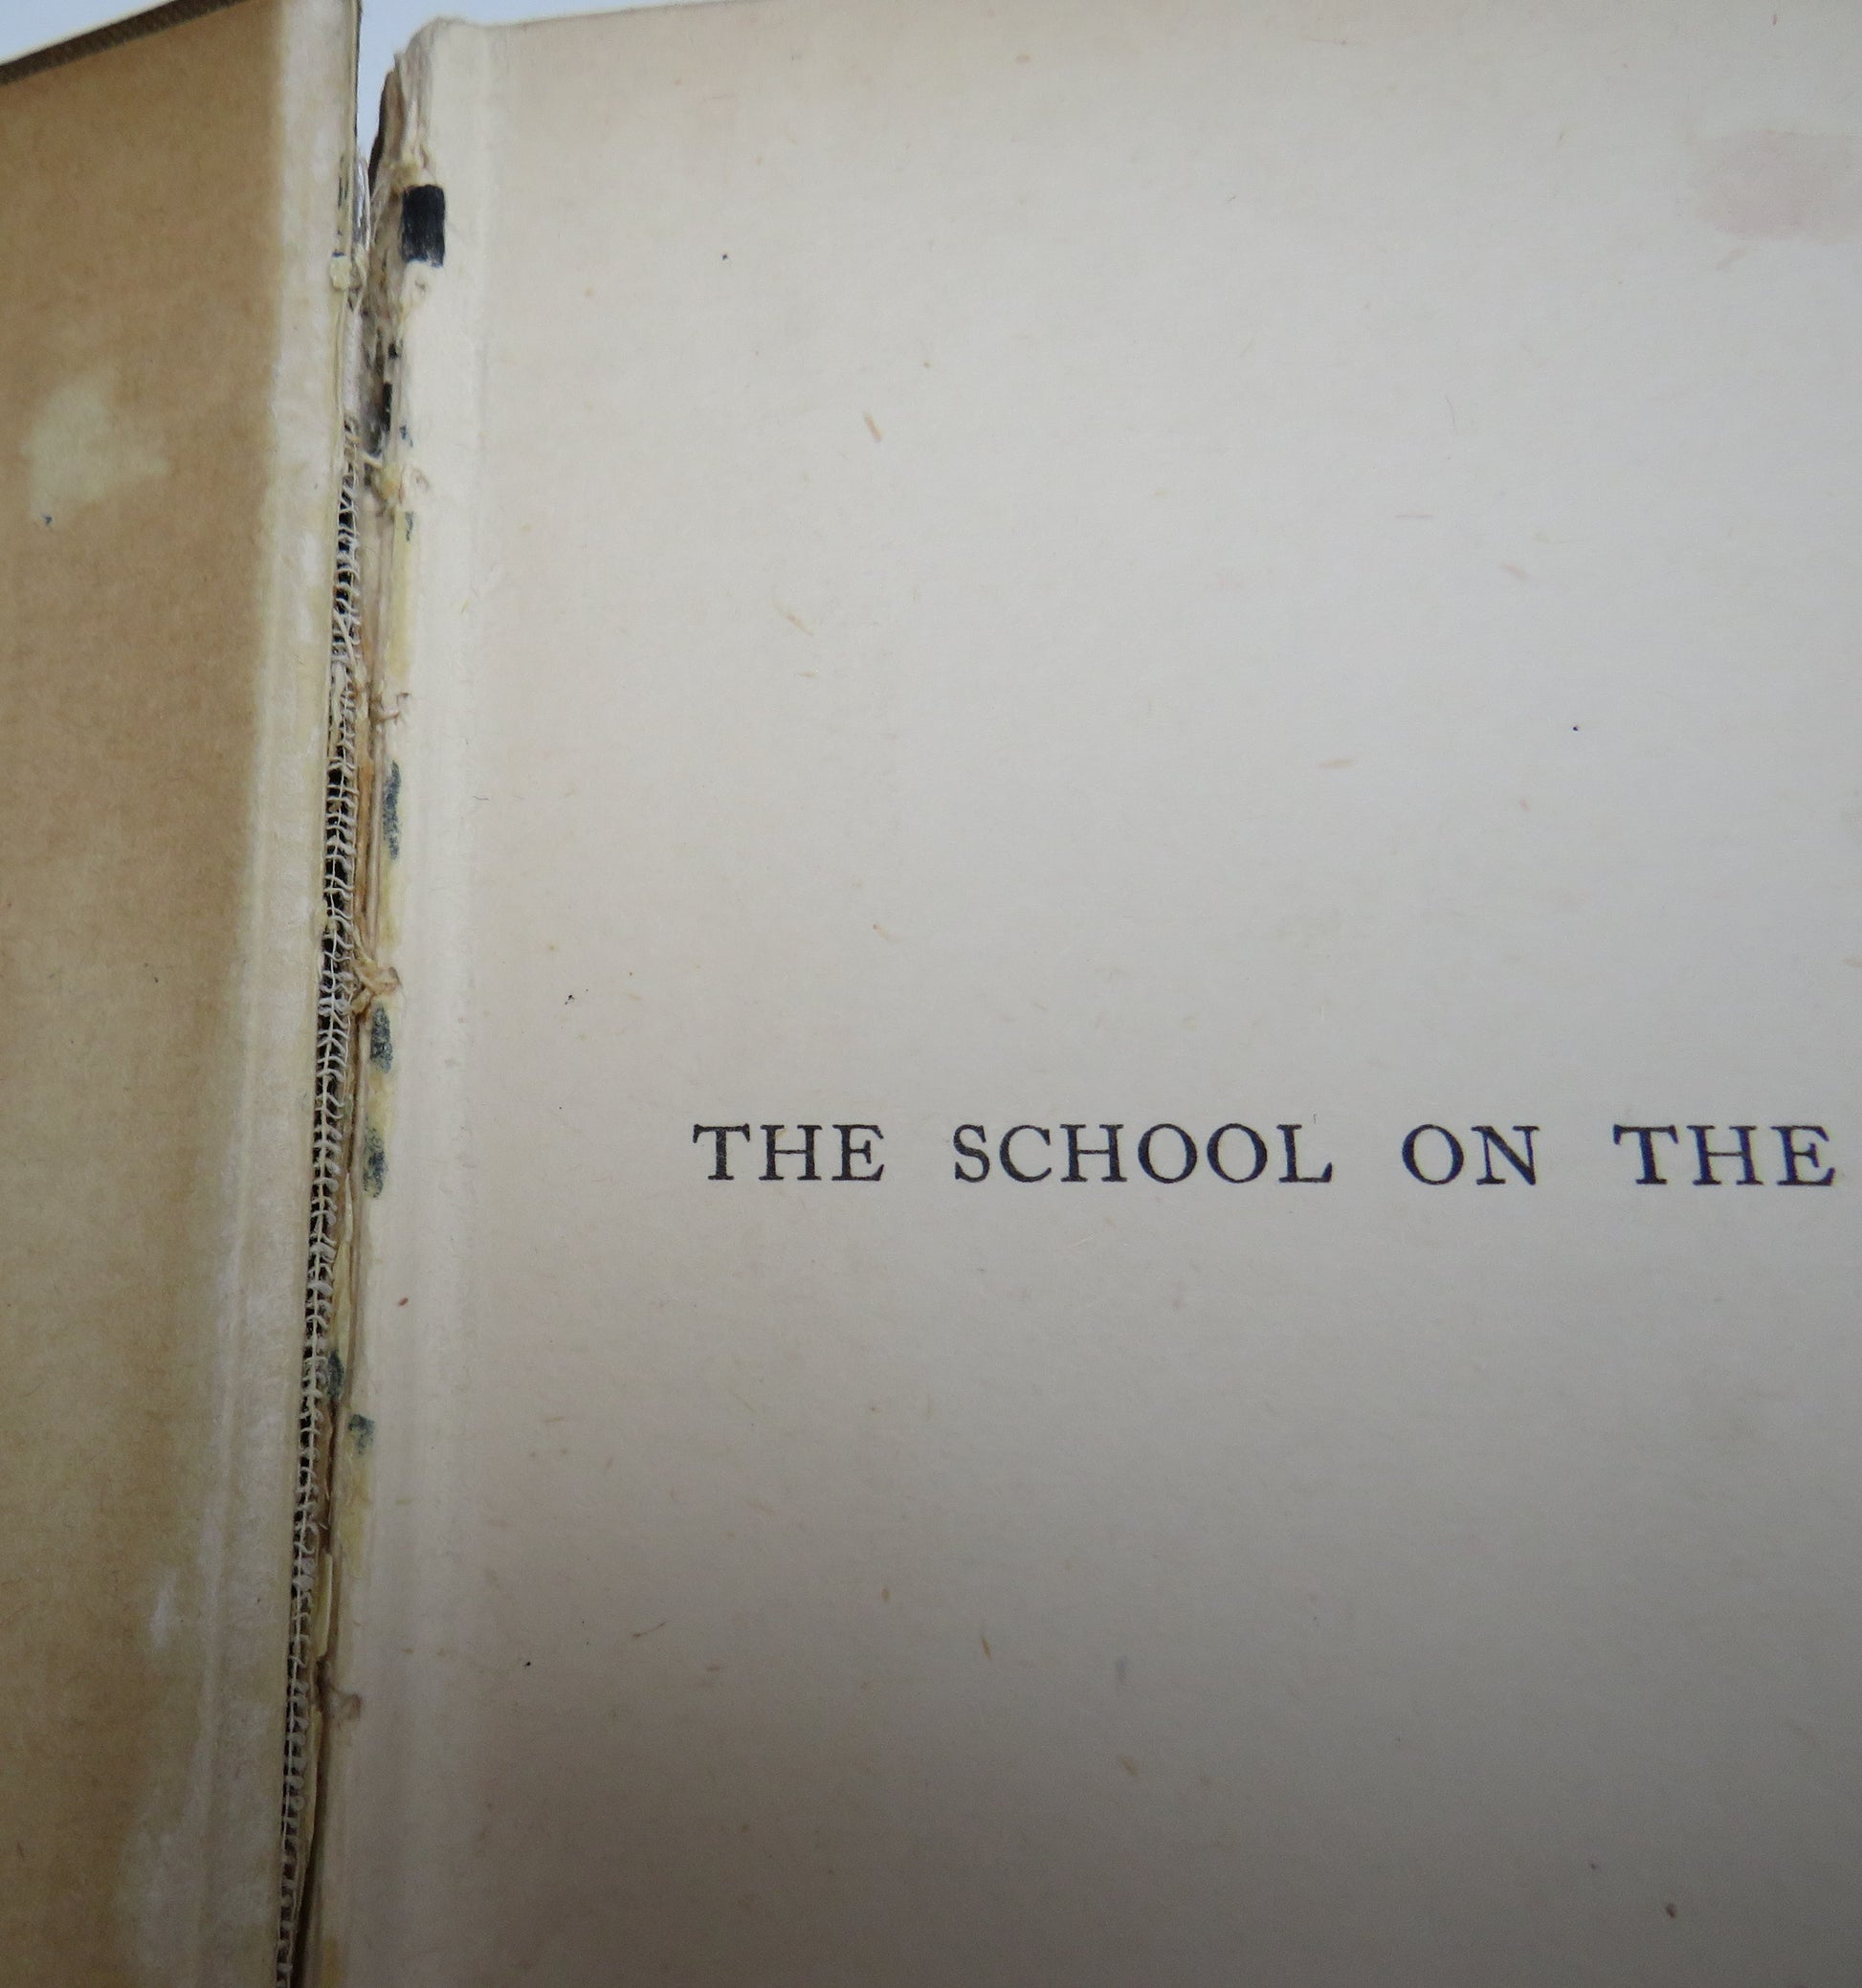 THE SCHOOL ON THE